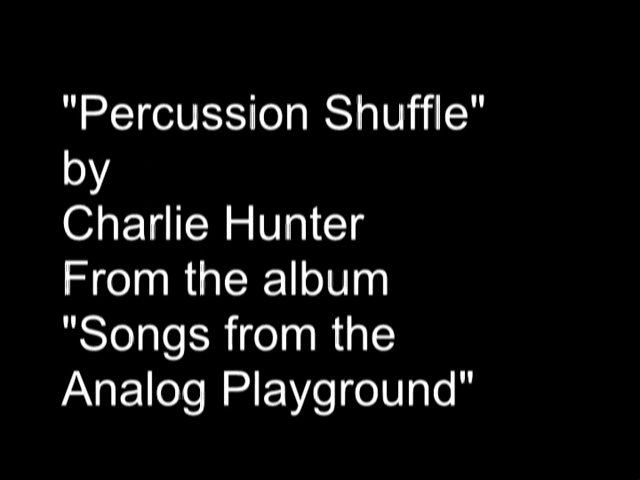 "Percussion Shuffle"
by
Charlie Hunter
From the album
"Songs from the
Analog Playground"